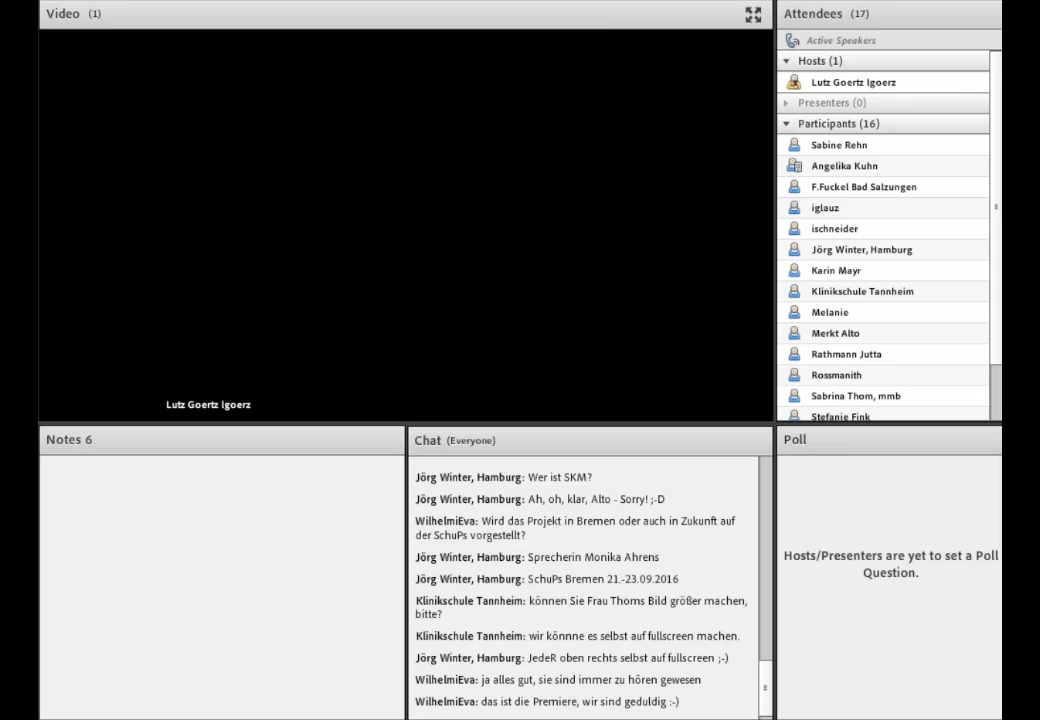 Video (1)
Lutz Goertz lgoerz
Attendees (17)
Active Speakers
Hosts (1)
Lutz Goertz lgoerz
Presenters (0)
Participants (16)
Sabine Rehn
Angelika Kuhn
F.Fuckel Bad Salzungen
iglauz
ischneider
Jörg Winter, Hamburg
Karin Mayr
Klinikschule Tannheim
Melanie
Merkt Alto
Rathmann Jutta
Rossmanith
Sabrina Thom, mmb
Stefanie Fink
Notes 6
Chat (Everyone)
Jörg Winter, Hamburg: Wer ist SKM?
Jörg Winter, Hamburg: Ah, oh, klar, Alto - Sorry! ;-D
WilhelmiEva: Wird das Projekt in Bremen oder auch in Zukunft auf
der SchuPs vorgestellt?
Jörg Winter, Hamburg: Sprecherin Monika Ahrens
Jörg Winter, Hamburg: SchuPs Bremen 21.-23.09.2016
Klinikschule Tannheim: können Sie Frau Thoms Bild größer machen,
bitte?
Klinikschule Tannheim: wir könnne es selbst auf fullscreen machen.
Jörg Winter, Hamburg: JedeR oben rechts selbst auf fullscreen ;-)
WilhelmiEva: ja alles gut, sie sind immer zu hören gewesen
WilhelmiEva: das ist die Premiere, wir sind geduldig :-)
Poll
Hosts/Presenters are yet to set a Poll
Question.